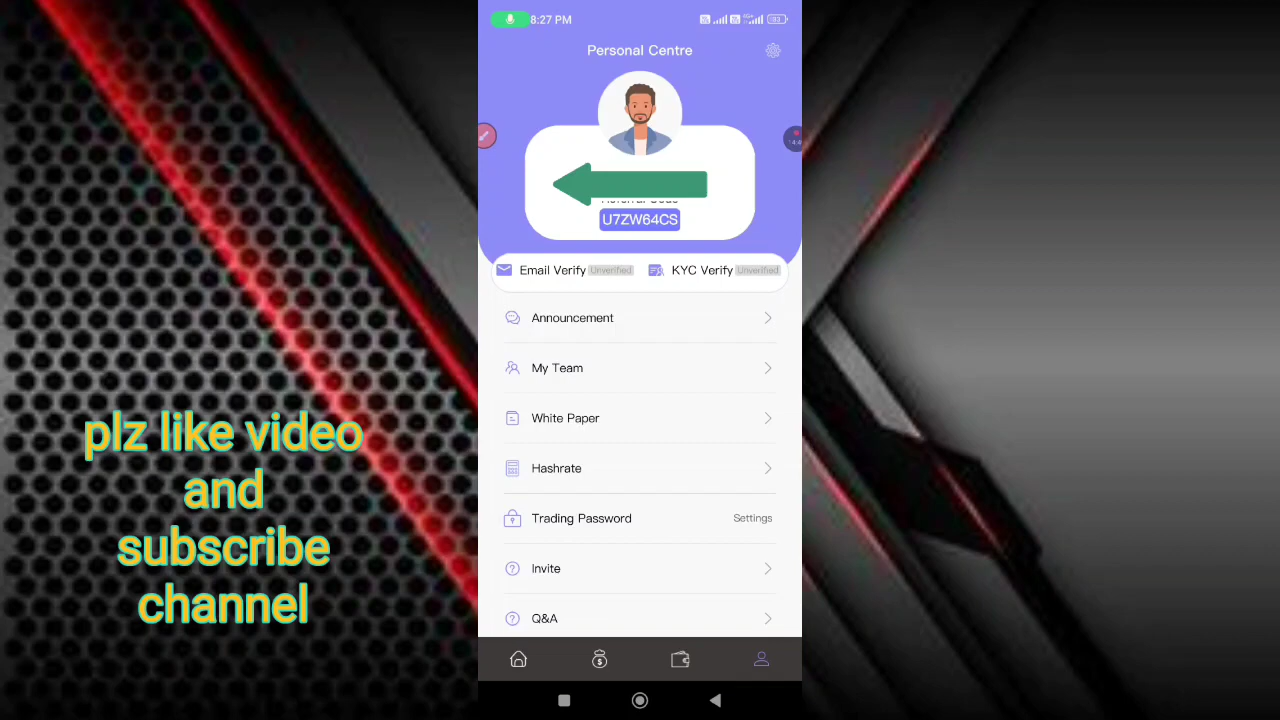 8:27 PM
Personal Centre
U7ZW64CS
Email Verify Unverified KYC Verify Unverified
Announcement
My Team
White Paper
Hashrate
Trading Password Settings
Invite
Q&A
plz like video
and
subscribe
channel